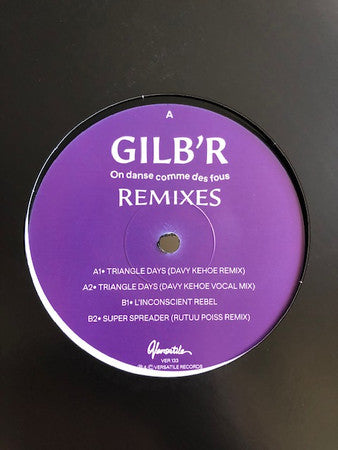 A
GILB'R
On danse comme des fous
REMIXES
A1• TRIANGLE DAYS (DAVY KEHOE REMIX)
A2• TRIANGLE DAYS (DAVY KEHOE VOCAL MIX)
B1• L'INCONSCIENT REBEL
B2• SUPER SPREADER (RUTUU POISS REMIX)
Versatile
VER 133
℗ & © VERSATILE RECORDS